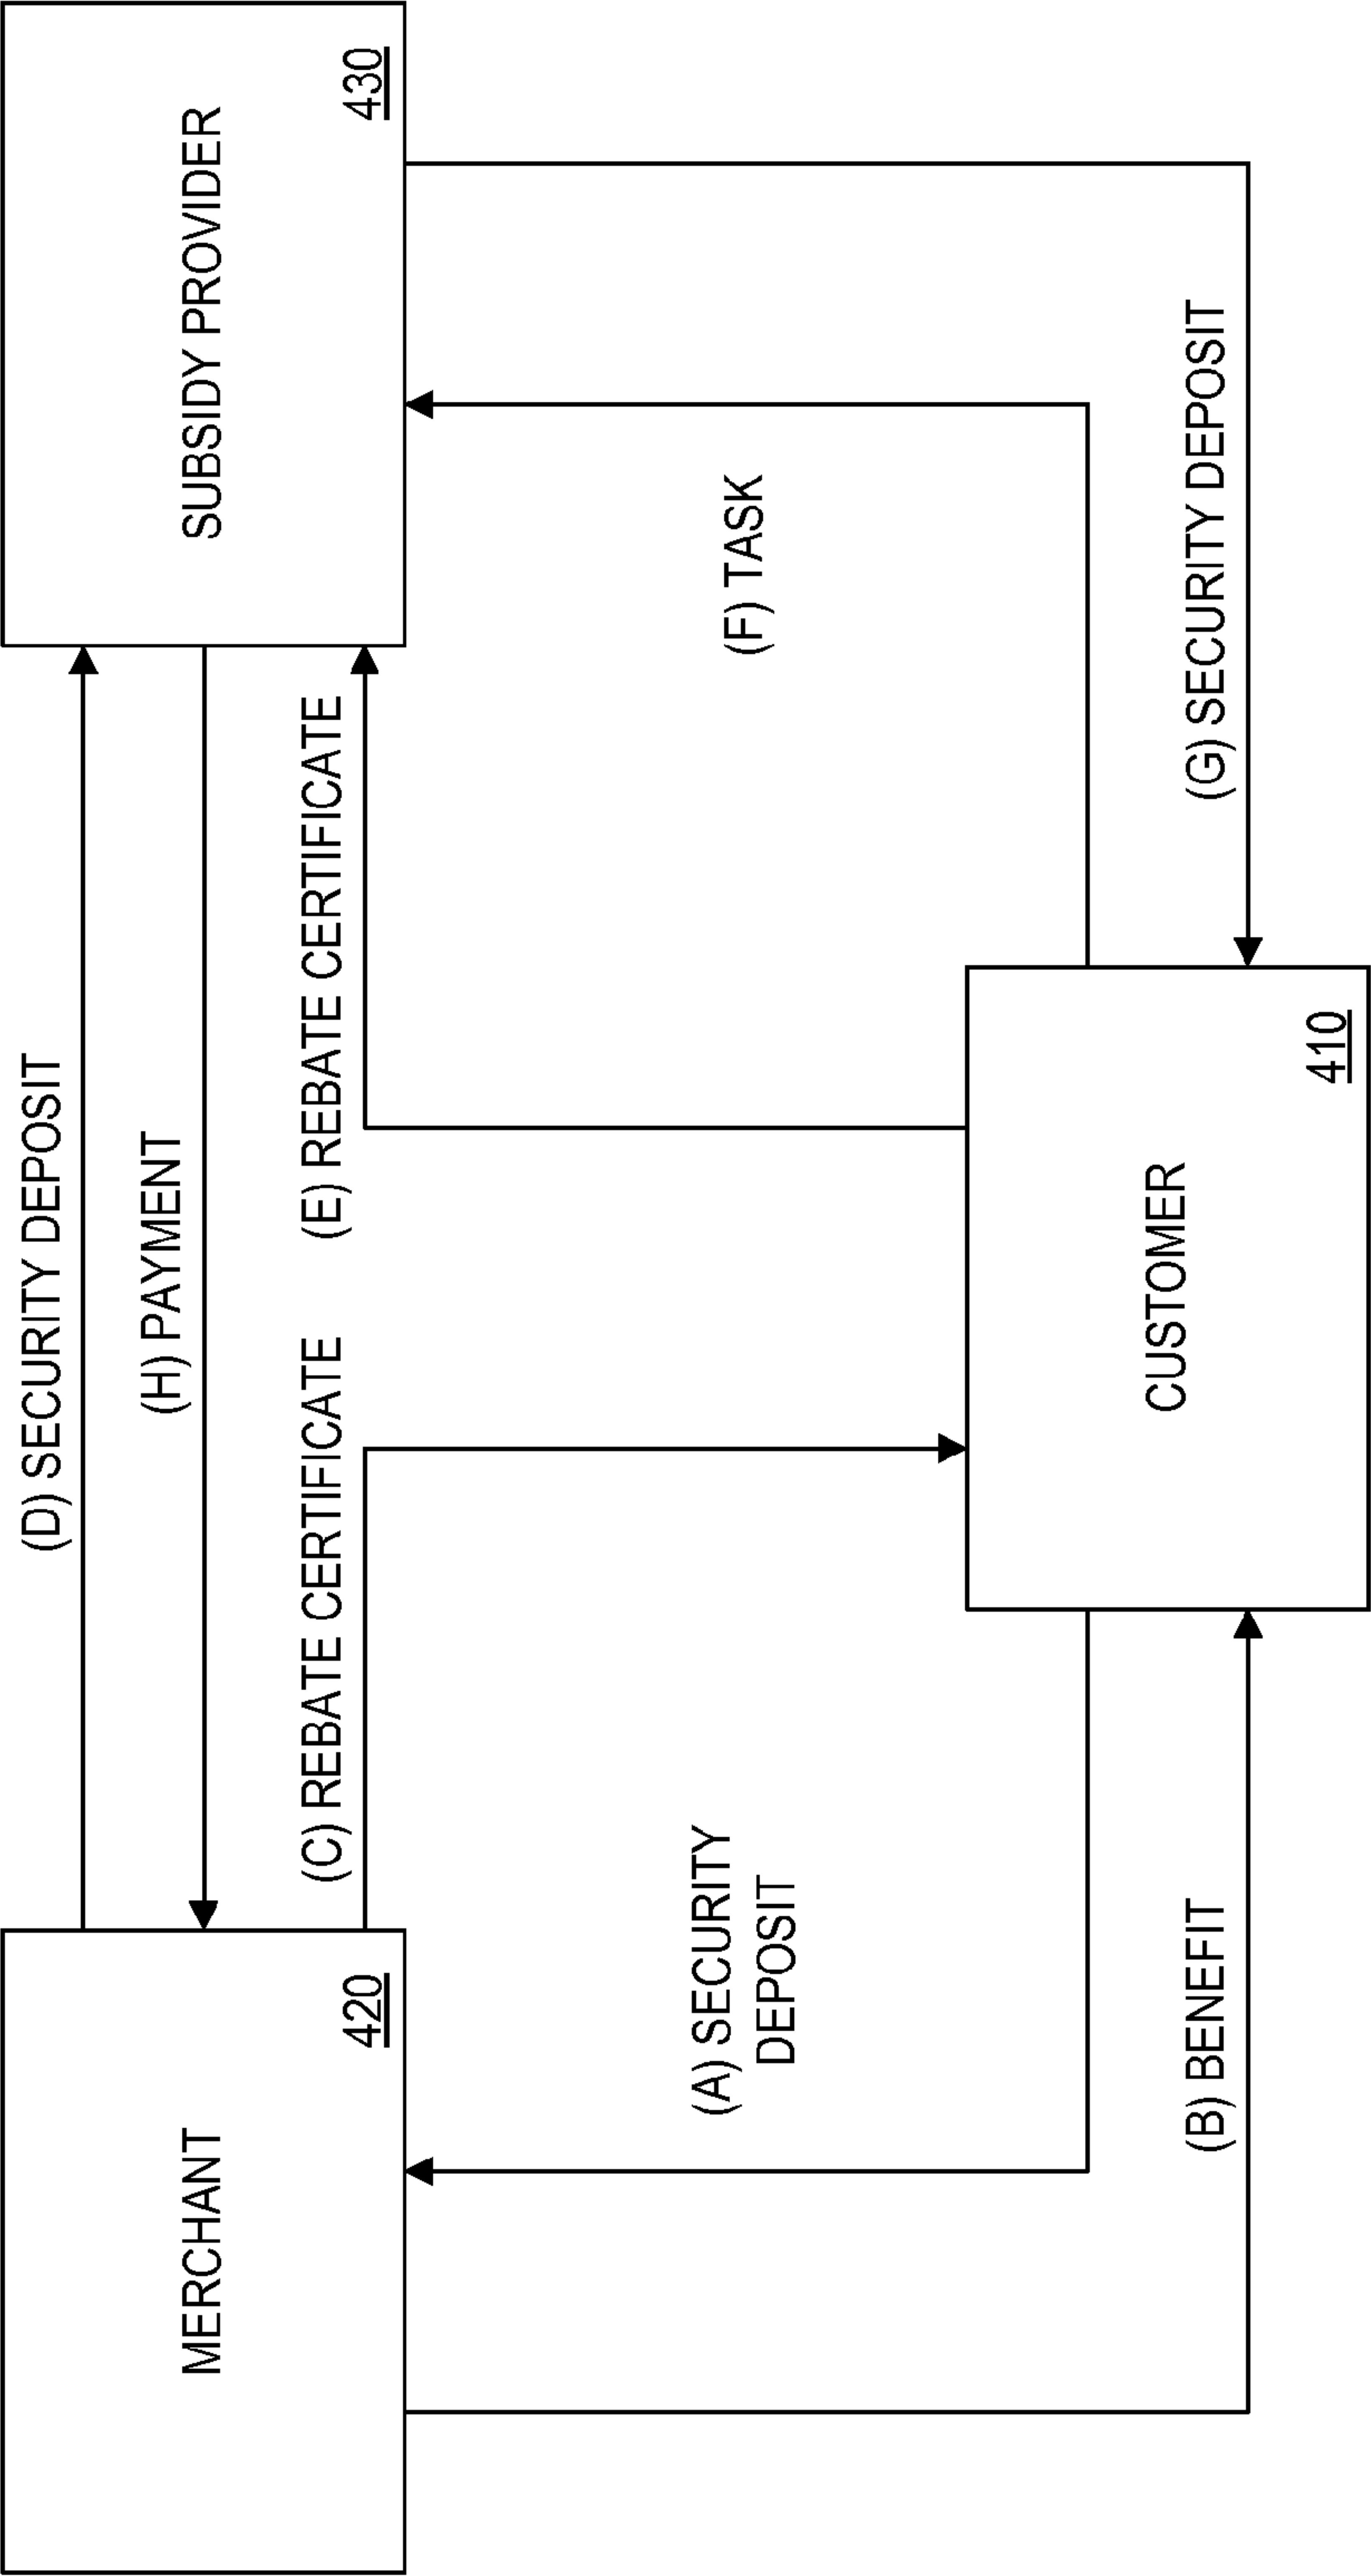 (D) SECURITY DEPOSIT
(H) PAYMENT
MERCHANT
420
SUBSIDY PROVIDER
430
(C) REBATE CERTIFICATE
(E) REBATE CERTIFICATE
(A) SECURITY
DEPOSIT
(F) TASK
CUSTOMER
410
(B) BENEFIT
(G) SECURITY DEPOSIT